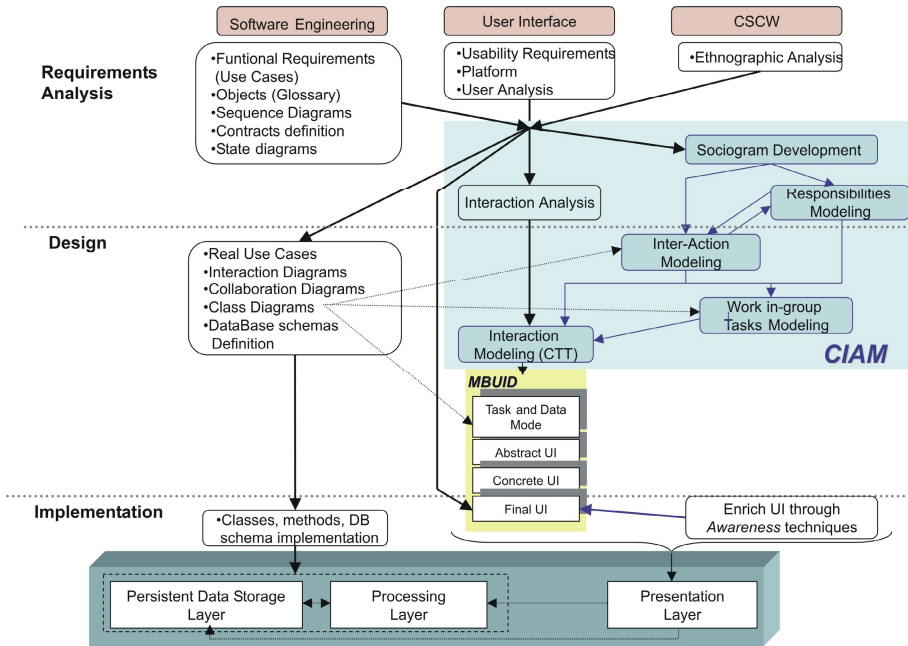 Software Engineering
User Interface
CSCW
Requirements
Analysis
•Funtional Requirements
(Use Cases)
•Objects (Glossary)
•Sequence Diagrams
•Contracts definition
•State diagrams
•Usability Requirements
•Platform
•User Analysis
•Ethnographic Analysis
Sociogram Development
Interaction Analysis
Responsibilities
Modeling
Design
•Real Use Cases
•Interaction Diagrams
•Collaboration Diagrams
•Class Diagrams
•DataBase schemas
Definition
Inter-Action
Modeling
Work in-group
Tasks Modeling
Interaction
Modeling (CTT)
CIAM
MBUID
Task and Data
Mode
Abstract UI
Concrete UI
Final UI
Implementation
•Classes, methods, DB
schema implementation
Enrich UI through
Awareness techniques
Persistent Data Storage
Layer
Processing
Layer
Presentation
Layer